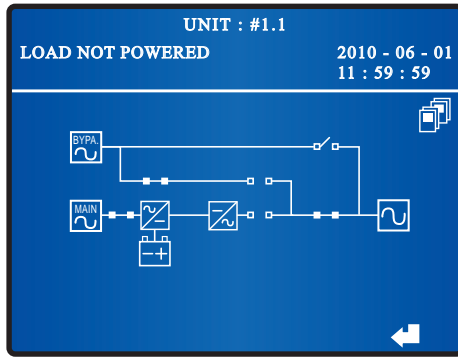 UNIT : #1.1
LOAD NOT POWERED
2010 - 06 - 01
11 : 59 : 59
BYPA.
MAIN